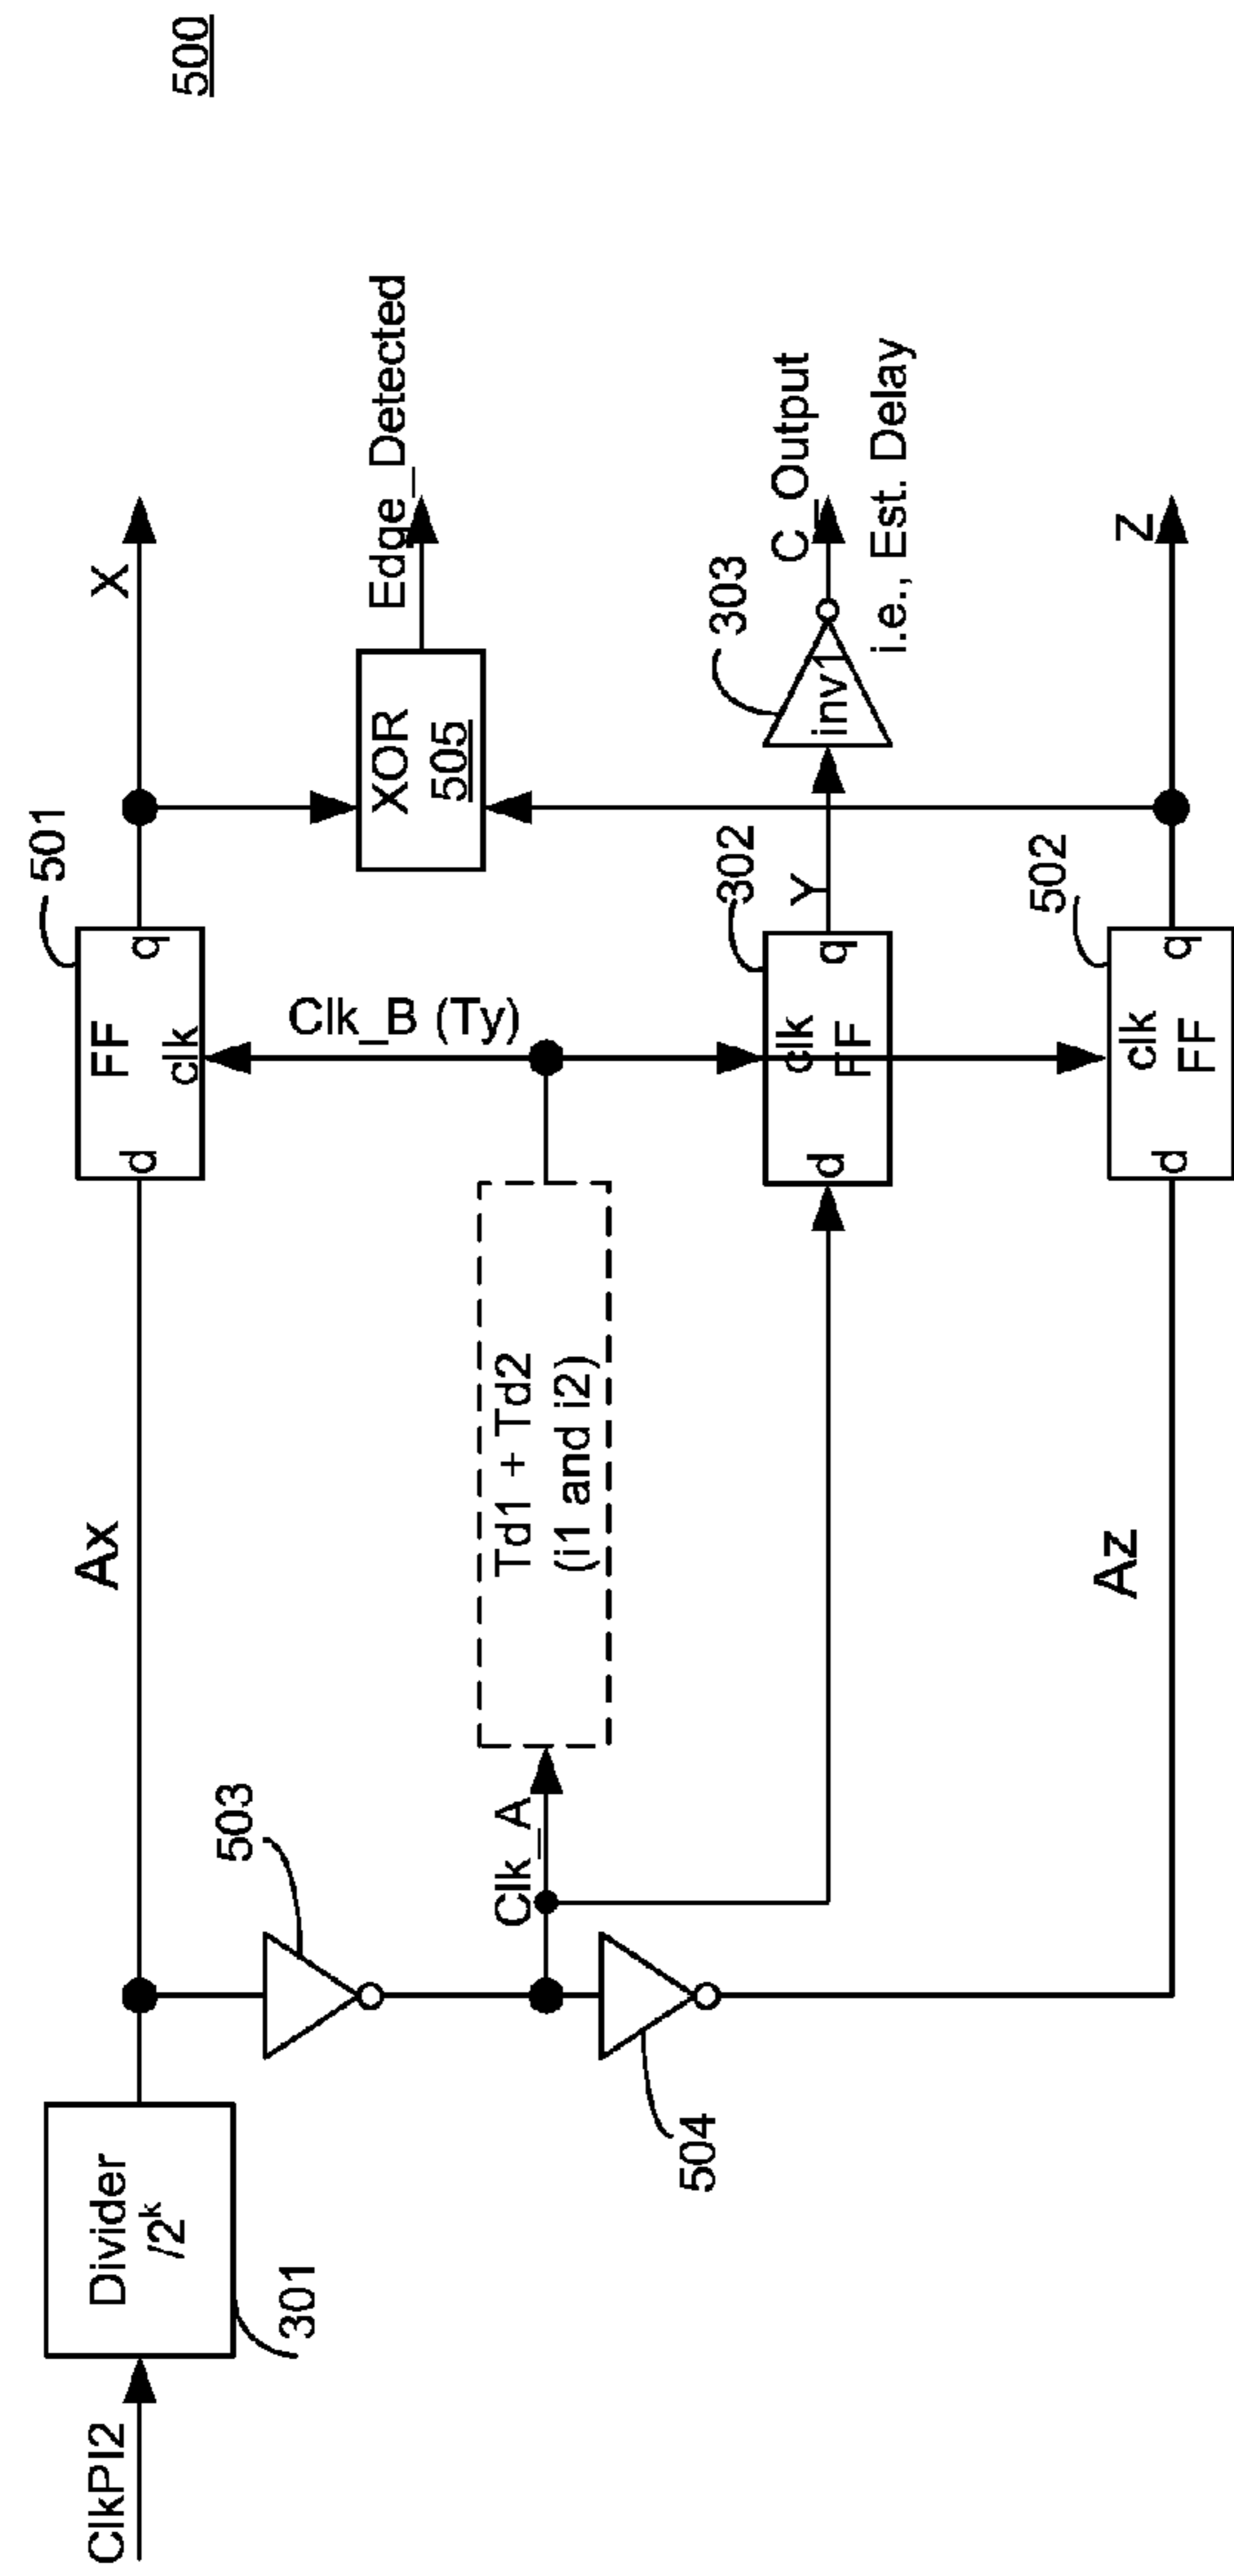 500
ClkPI2
Divider
/2^k
301
503
504
Ax
Clk_A
Td1 + Td2
(i1 and i2)
Az
501
FF
d
q
clk
Clk_B (Ty)
302
clk
FF
d
q
Y
502
clk
FF
d
q
X
XOR
505
Edge_Detected
303
inv1
C_Output
i.e., Est. Delay
Z